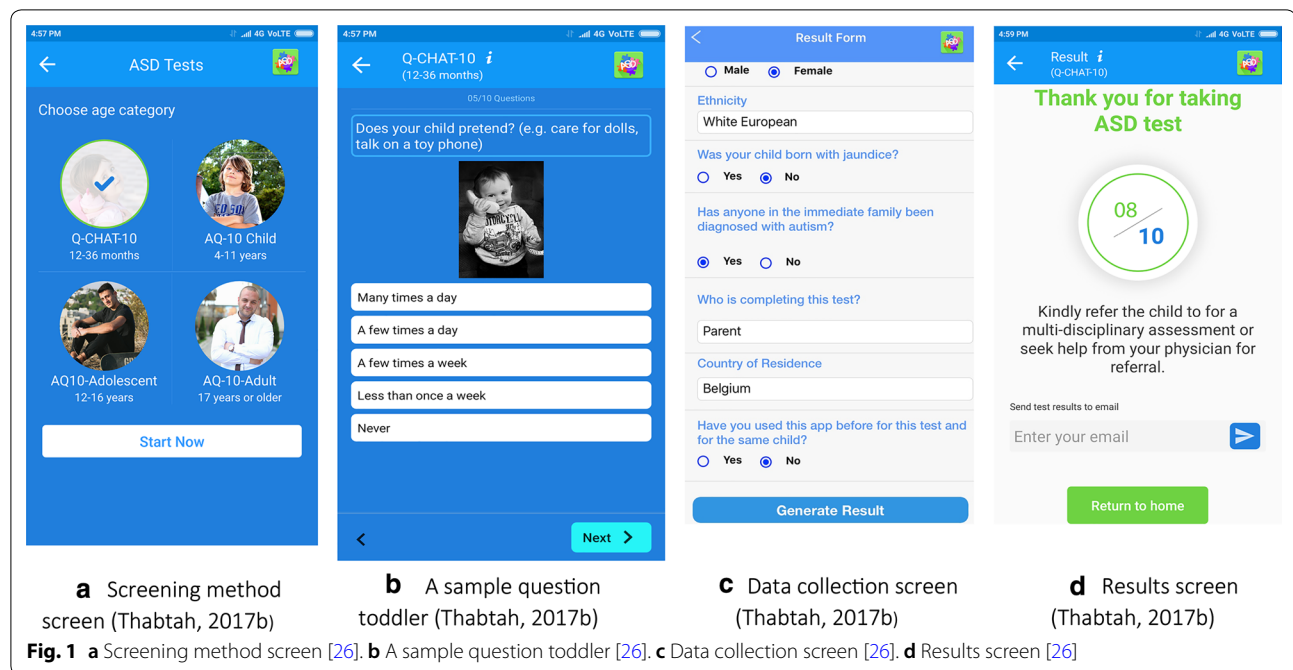 4:57 PM
4G VoLTE
ASD Tests
ASD
Choose age category
Q-CHAT-10
12-36 months
AQ-10 Child
4-11 years
AQ10-Adolescent
12-16 years
AQ-10-Adult
17 years or older
Start Now
a Screening method
screen (Thabtah, 2017b)
4:57 PM
4G VoLTE
Q-CHAT-10 i
(12-36 months)
ASD
05/10 Questions
Does your child pretend? (e.g. care for dolls,
talk on a toy phone)
Many times a day
A few times a day
A few times a week
Less than once a week
Never
Next
b A sample question
toddler (Thabtah, 2017b)
Result Form
ASD
Male Female
Ethnicity
White European
Was your child born with jaundice?
Yes No
Has anyone in the immediate family been
diagnosed with autism?
Yes No
Who is completing this test?
Parent
Country of Residence
Belgium
Have you used this app before for this test and
for the same child?
Yes No
Generate Result
c Data collection screen
(Thabtah, 2017b)
4:59 PM
4G VoLTE
Result i
(Q-CHAT-10)
ASD
Thank you for taking
ASD test
08
10
Kindly refer the child to for a
multi-disciplinary assessment or
seek help from your physician for
referral.
Send test results to email
Enter your email
Return to home
d Results screen
(Thabtah, 2017b)
Fig. 1 a Screening method screen [26]. b A sample question toddler [26]. c Data collection screen [26]. d Results screen [26]